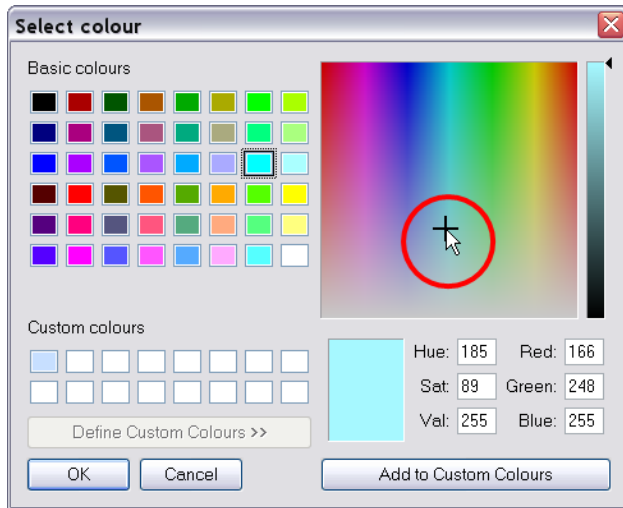 Select colour
Basic colours
Custom colours
Hue: 185 Red: 166
Sat: 89 Green: 248
Val: 255 Blue: 255
Define Custom Colours >>
OK Cancel Add to Custom Colours